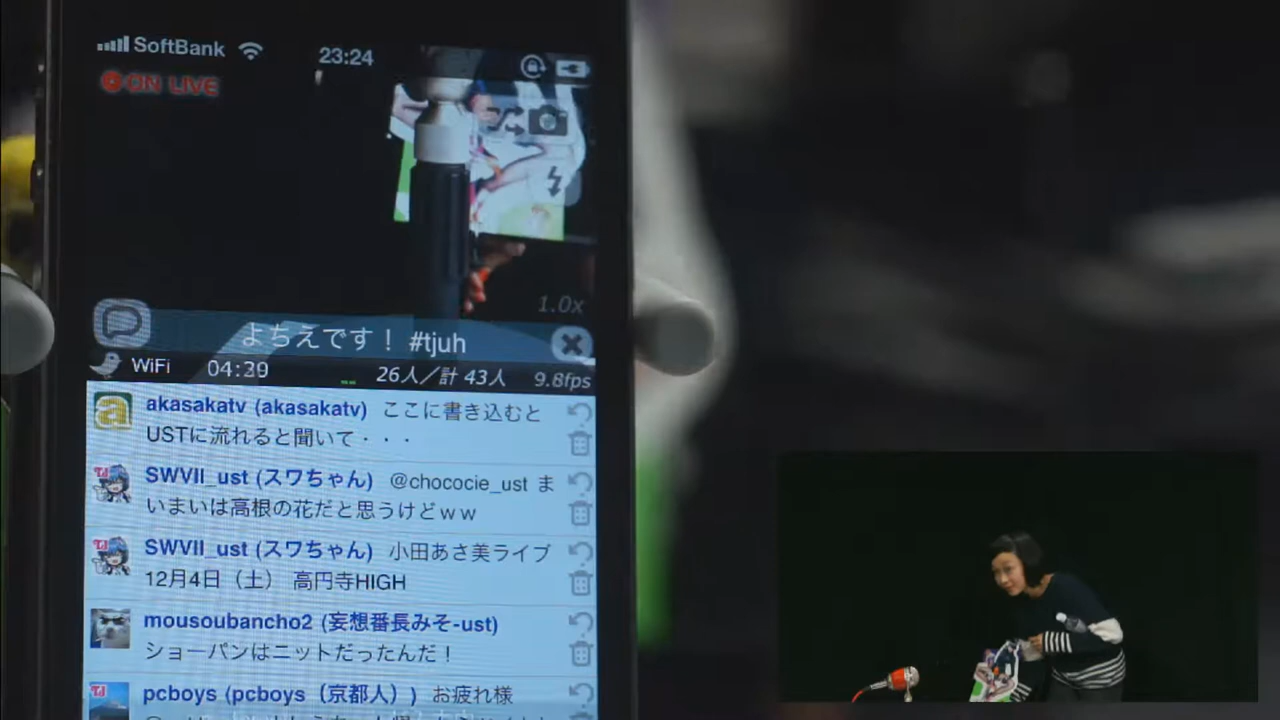 SoftBank 23:24
ON LIVE
1.0x
よちえです！ #tjuh
WiFi 04:39 26人／計 43人 9.8fps
akasakatv (akasakatv) ここに書き込むと
USTに流れると聞いて・・・
SWVII_ust (スワちゃん) @chococie_ust ま
いまいは高根の花だと思うけどｗｗ
SWVII_ust (スワちゃん) 小田あさ美ライブ
12月4日（土） 高円寺HIGH
mousoubancho2 (妄想番長みそ-ust)
ショーパンはニットだったんだ！
pcboys (pcboys（京都人）) お疲れ様